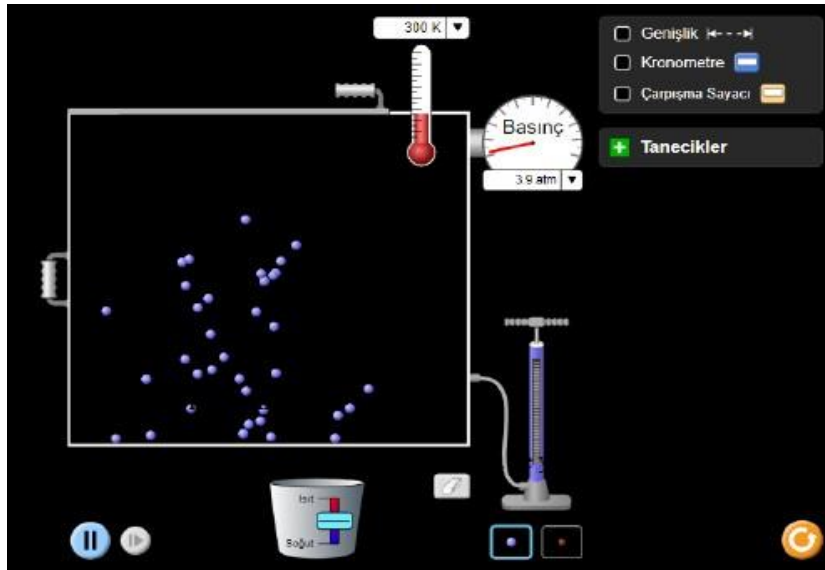 300 K
Genişlik
Kronometre
Çarpışma Sayacı
Basınç
Tanecikler
3.9 atm
Isıt
Soğut